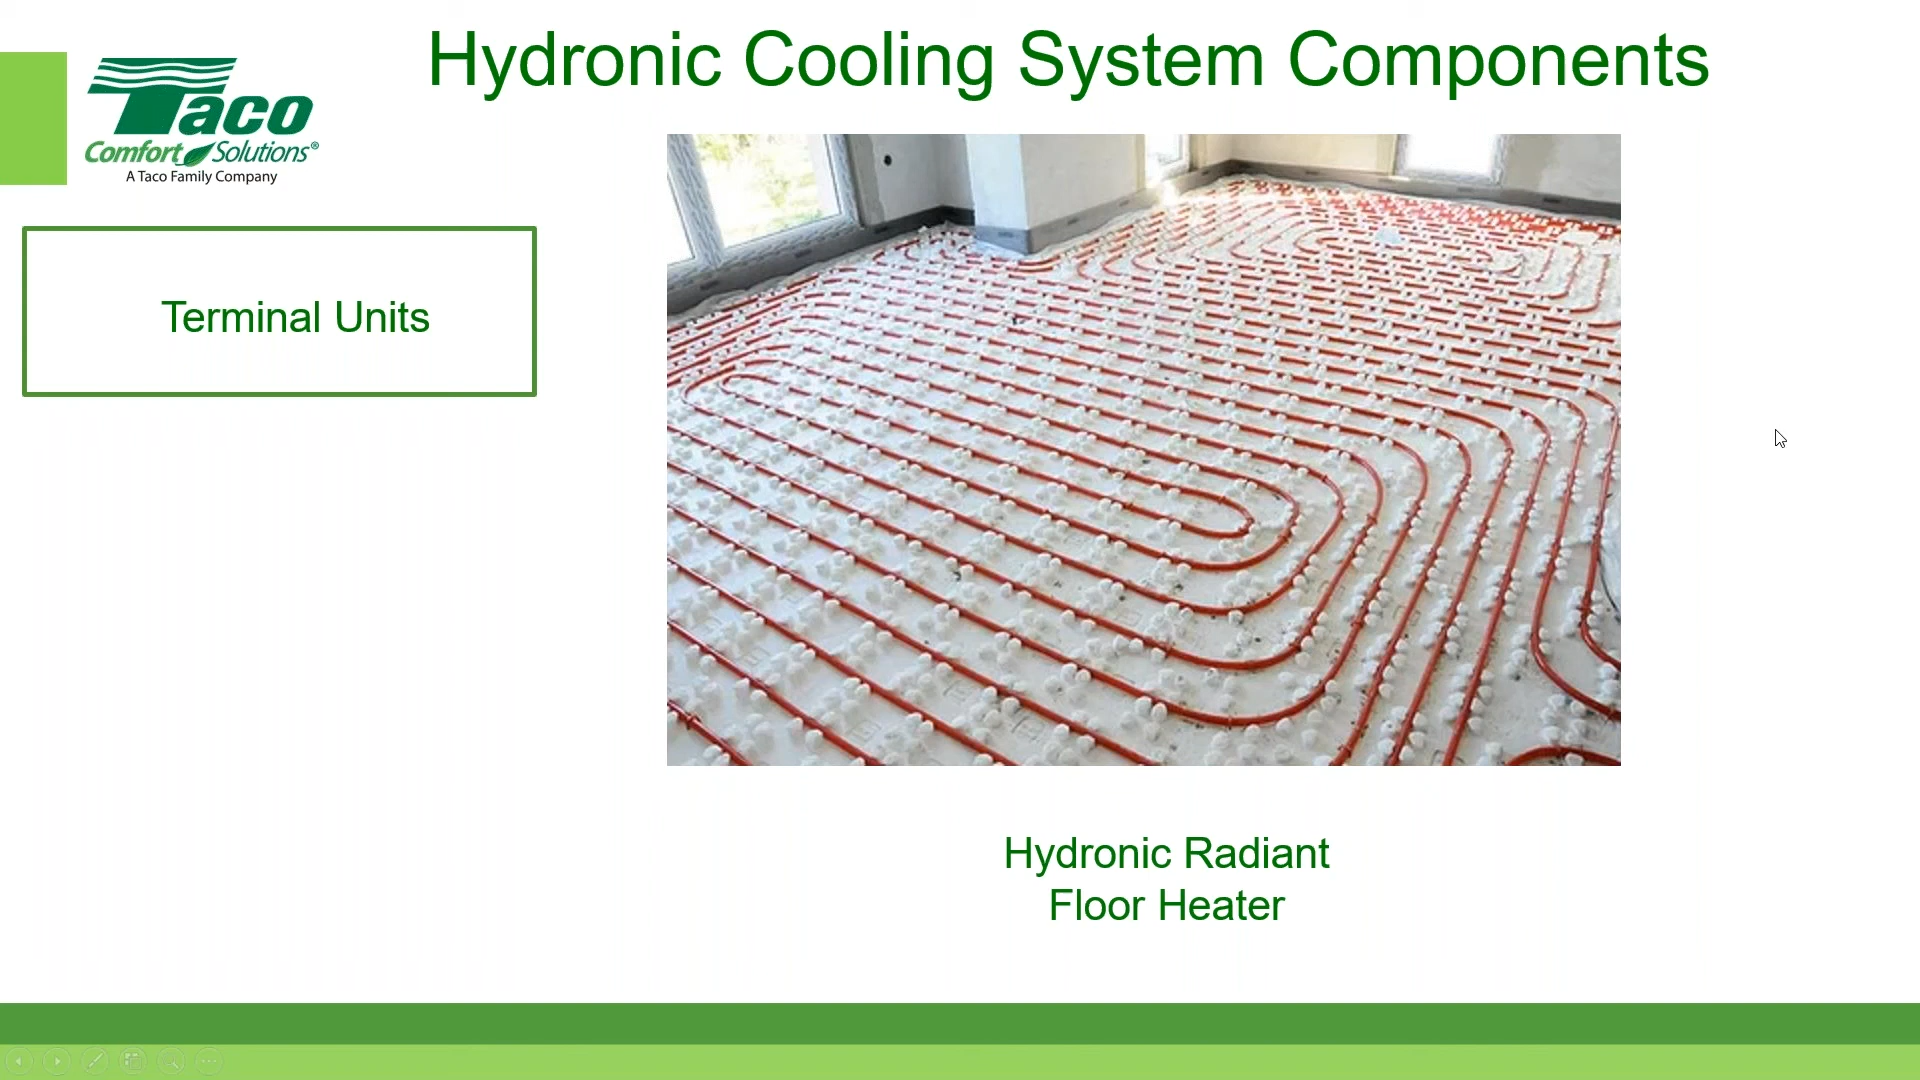 Hydronic Cooling System Components
Taco
Comfort Solutions®
A Taco Family Company
Terminal Units
Hydronic Radiant
Floor Heater